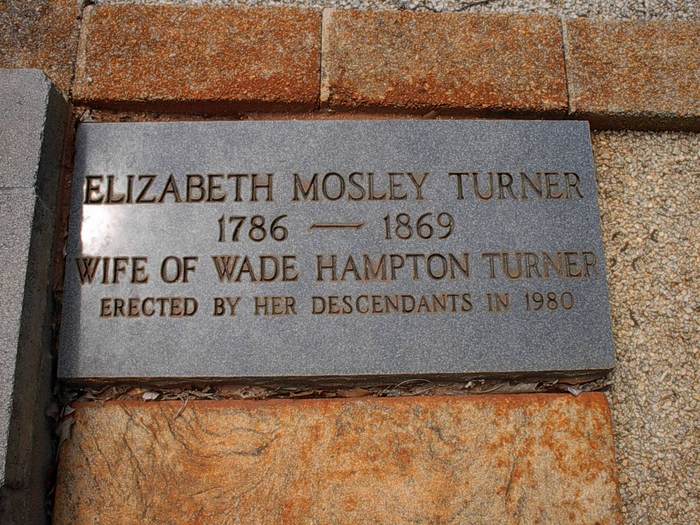 ELIZABETH MOSLEY TURNER
1786 — 1869
WIFE OF WADE HAMPTON TURNER
ERECTED BY HER DESCENDANTS IN 1980